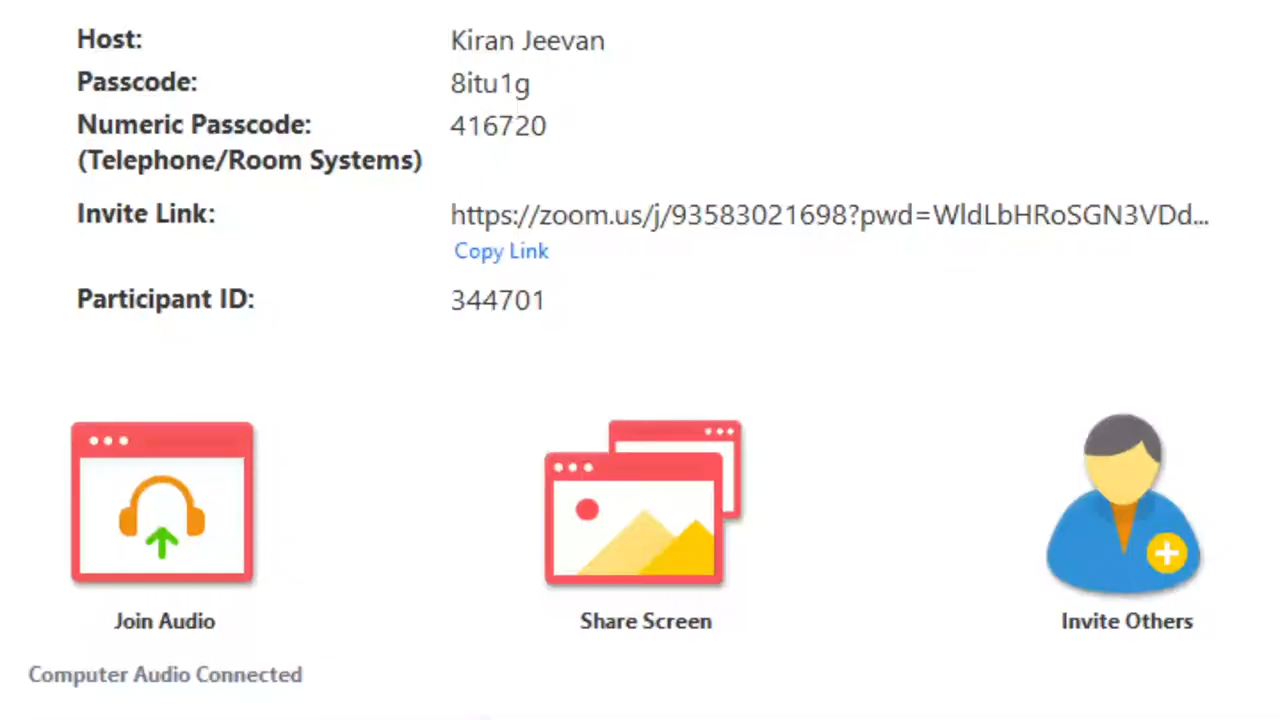 Host: Kiran Jeevan
Passcode: 8itu1g
Numeric Passcode: 416720
(Telephone/Room Systems)
Invite Link: https://zoom.us/j/93583021698?pwd=WldLbHRoSGN3VDd...
Copy Link
Participant ID: 344701
Join Audio Share Screen Invite Others
Computer Audio Connected